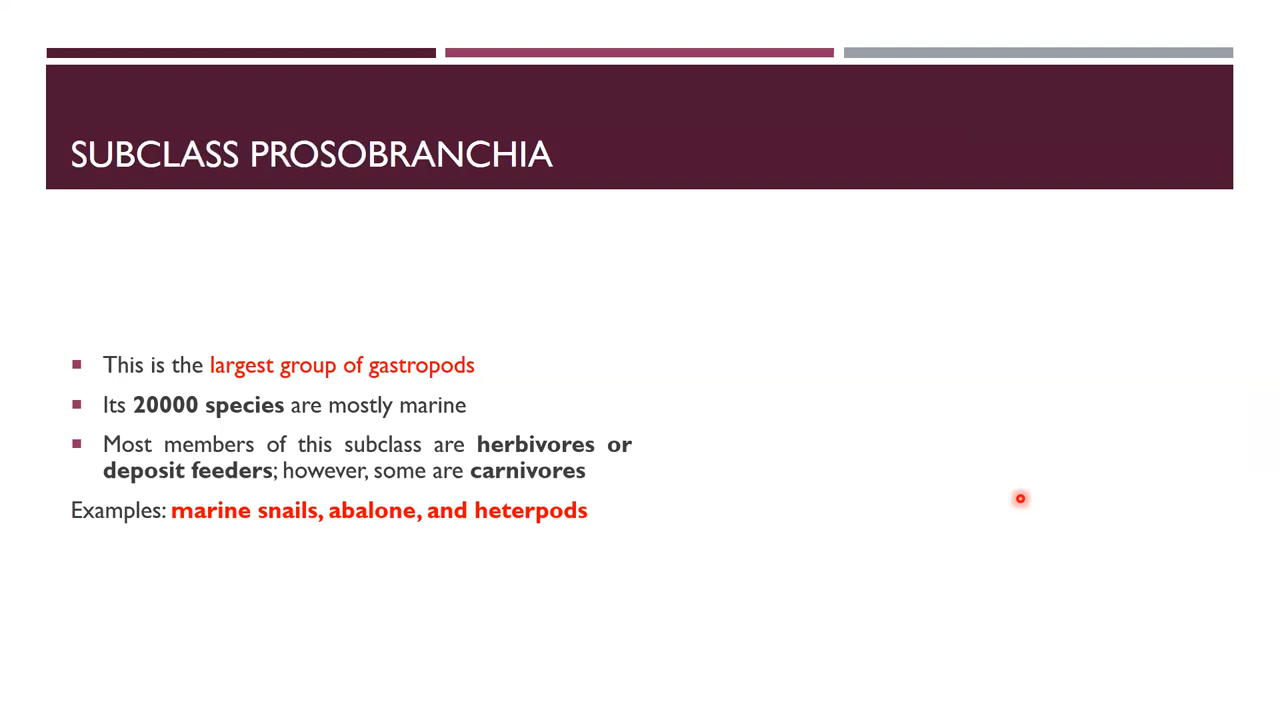 SUBCLASS PROSOBRANCHIA
This is the largest group of gastropods
Its 20000 species are mostly marine
Most members of this subclass are herbivores or
deposit feeders; however, some are carnivores
Examples: marine snails, abalone, and heterpods